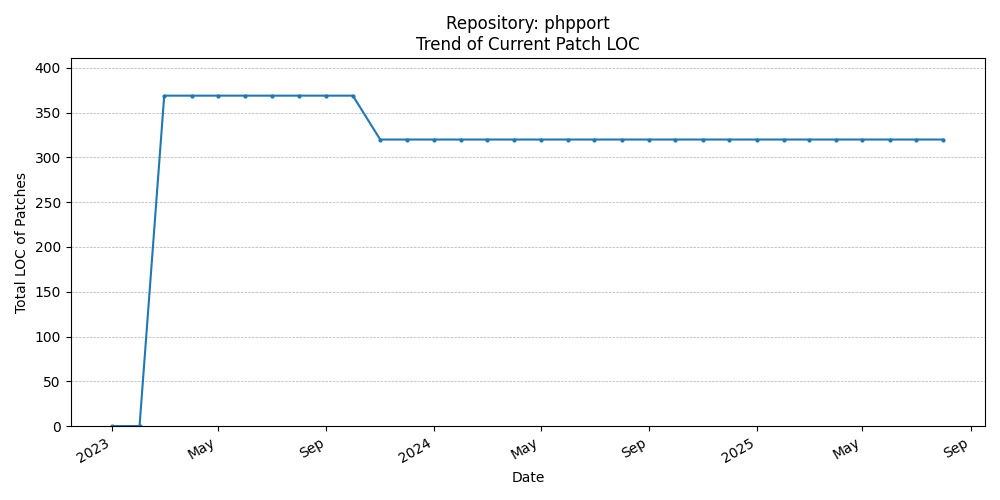 Repository: phpport
Trend of Current Patch LOC
Total LOC of Patches
400
350
300
250
200
150
100
50
0
2023
May
Sep
2024
May
Sep
2025
May
Sep
Date